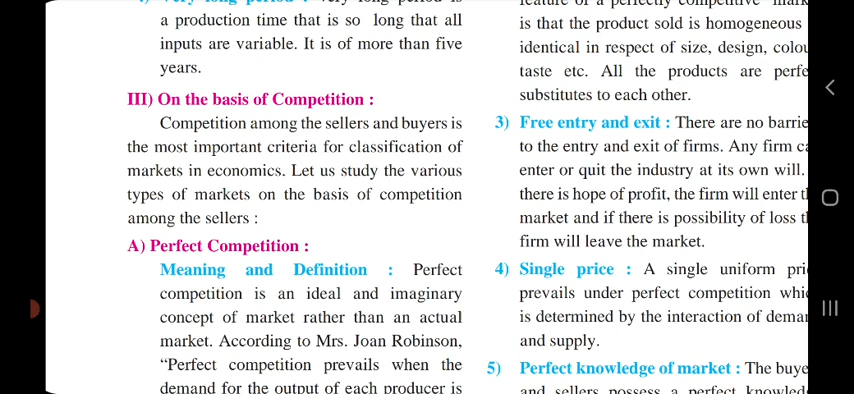 a production time that is so long that all
inputs are variable. It is of more than five
years.
III) On the basis of Competition :
Competition among the sellers and buyers is
the most important criteria for classification of
markets in economics. Let us study the various
types of markets on the basis of competition
among the sellers :
A) Perfect Competition :
Meaning and Definition : Perfect
competition is an ideal and imaginary
concept of market rather than an actual
market. According to Mrs. Joan Robinson,
“Perfect competition prevails when the
demand for the output of each producer is
is that the product sold is homogeneous
identical in respect of size, design,
taste etc. All the products are
substitutes to each other.
3) Free entry and exit : There are no
to the entry and exit of firms. Any firm
enter or quit the industry at its own will.
there is hope of profit, the firm will enter
market and if there is possibility of loss
firm will leave the market.
4) Single price : A single uniform
prevails under perfect competition
is determined by the interaction of
and supply.
5) Perfect knowledge of market : The
and sellers possess a perfect